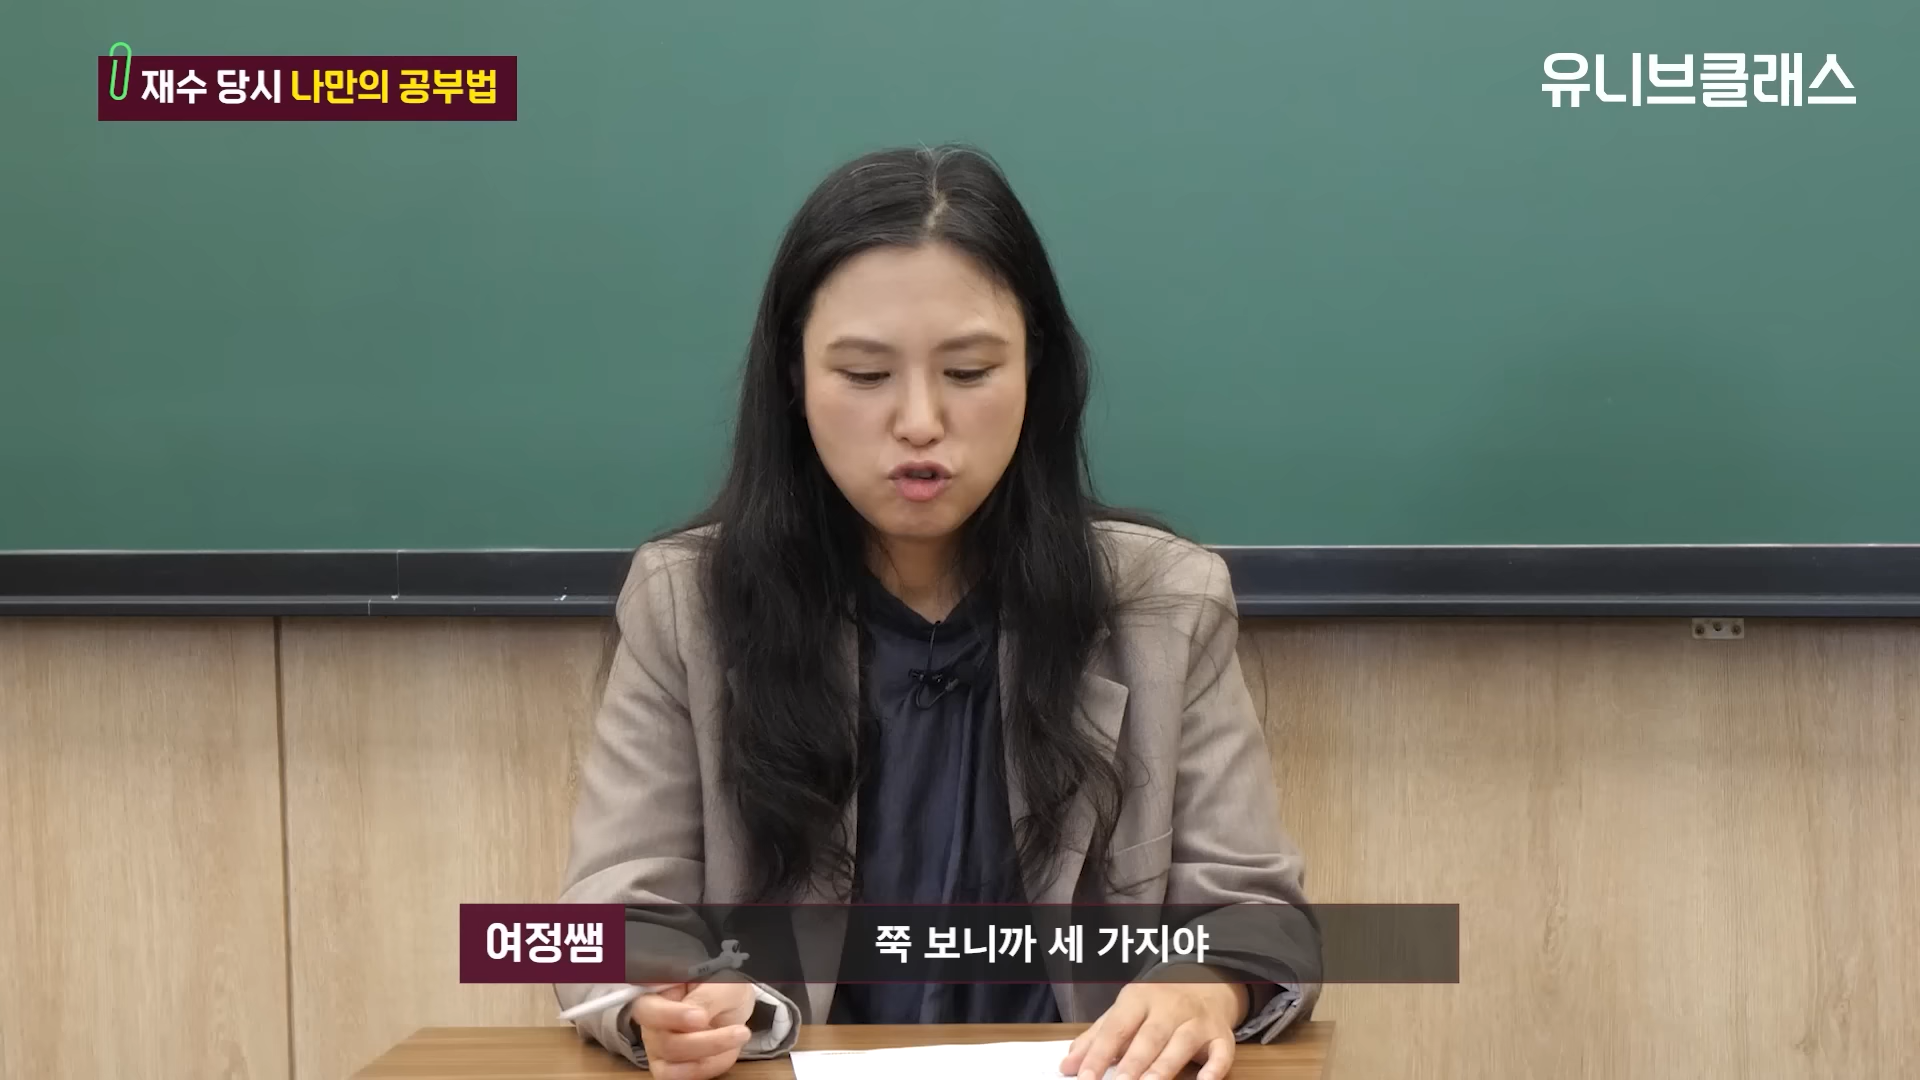 재수 당시 나만의 공부법
유니브클래스
여정쌤
쭉 보니까 세 가지야